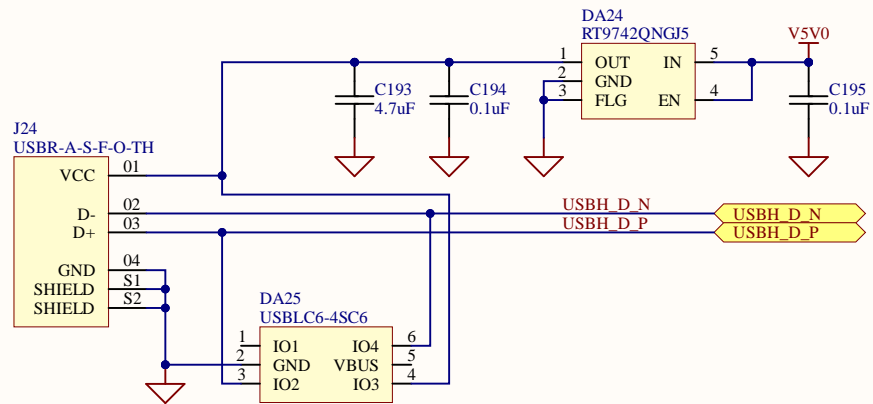 DA24
RT9742QNGJ5
V5V0
1 OUT IN 5
2 GND
3 FLG EN 4
C193
4.7uF
C194
0.1uF
C195
0.1uF
J24
USBR-A-S-F-O-TH
VCC 01
D- 02
D+ 03
GND 04
SHIELD S1
SHIELD S2
USBH_D_N
USBH_D_P
USBH_D_N
USBH_D_P
DA25
USBLC6-4SC6
1 IO1 IO4 6
2 GND VBUS 5
3 IO2 IO3 4